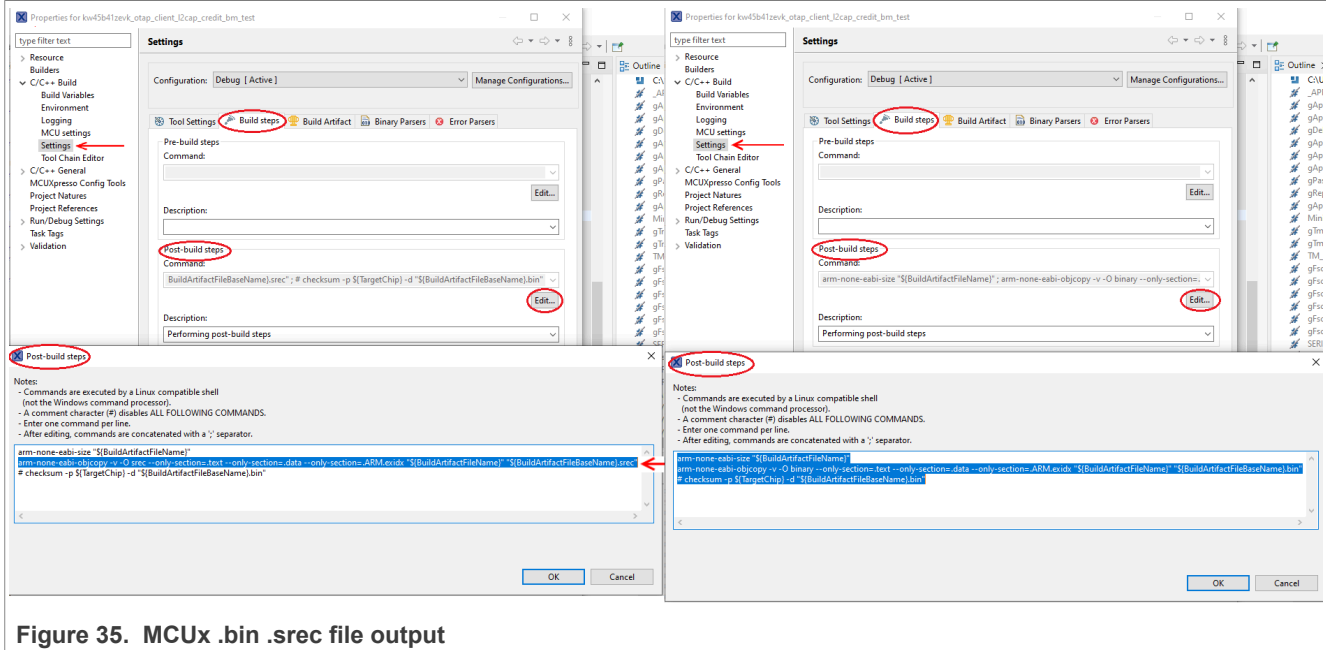 Properties for kw45b41zevk_otap_client_l2cap_credit_bm_test
type filter text
Settings
> Resource
Builders
C/C++ Build
Build Variables
Environment
Logging
MCU settings
Settings
Tool Chain Editor
> C/C++ General
MCUXpresso Config Tools
Project Natures
Project References
> Run/Debug Settings
Task Tags
> Validation
Configuration: Debug [ Active ]
Manage Configurations...
Tool Settings Build steps Build Artifact Binary Parsers Error Parsers
Pre-build steps
Command:
Edit...
Description:
Post-build steps
Command:
BuildArtifactFileBaseName}.srec" ; # checksum -p ${TargetChip} -d "${BuildArtifactFileBaseName}.bin"
Edit...
Description:
Performing post-build steps
Outline
Post-build steps
Notes:
- Commands are executed by a Linux compatible shell
(not the Windows command processor).
- A comment character (#) disables ALL FOLLOWING COMMANDS.
- Enter one command per line.
- After editing, commands are concatenated with a ';' separator.
arm-none-eabi-size "${BuildArtifactFileName}"
arm-none-eabi-objcopy -v -O srec --only-section=.text --only-section=.data --only-section=.ARM.exidx "${BuildArtifactFileName}" "${BuildArtifactFileBaseName}.srec"
# checksum -p ${TargetChip} -d "${BuildArtifactFileBaseName}.bin"
OK
Cancel
Properties for kw45b41zevk_otap_client_l2cap_credit_bm_test
type filter text
Settings
> Resource
Builders
C/C++ Build
Build Variables
Environment
Logging
MCU settings
Settings
Tool Chain Editor
> C/C++ General
MCUXpresso Config Tools
Project Natures
Project References
> Run/Debug Settings
Task Tags
> Validation
Configuration: Debug [ Active ]
Manage Configurations...
Tool Settings Build steps Build Artifact Binary Parsers Error Parsers
Pre-build steps
Command:
Edit...
Description:
Post-build steps
Command:
arm-none-eabi-size "${BuildArtifactFileName}" ; arm-none-eabi-objcopy -v -O binary --only-section=.
Edit...
Description:
Performing post-build steps
Outline
Post-build steps
Notes:
- Commands are executed by a Linux compatible shell
(not the Windows command processor).
- A comment character (#) disables ALL FOLLOWING COMMANDS.
- Enter one command per line.
- After editing, commands are concatenated with a ';' separator.
arm-none-eabi-size "${BuildArtifactFileName}"
arm-none-eabi-objcopy -v -O binary --only-section=.text --only-section=.data --only-section=.ARM.exidx "${BuildArtifactFileName}" "${BuildArtifactFileBaseName}.bin"
# checksum -p ${TargetChip} -d "${BuildArtifactFileBaseName}.bin"
OK
Cancel
Figure 35. MCUx .bin .srec file output